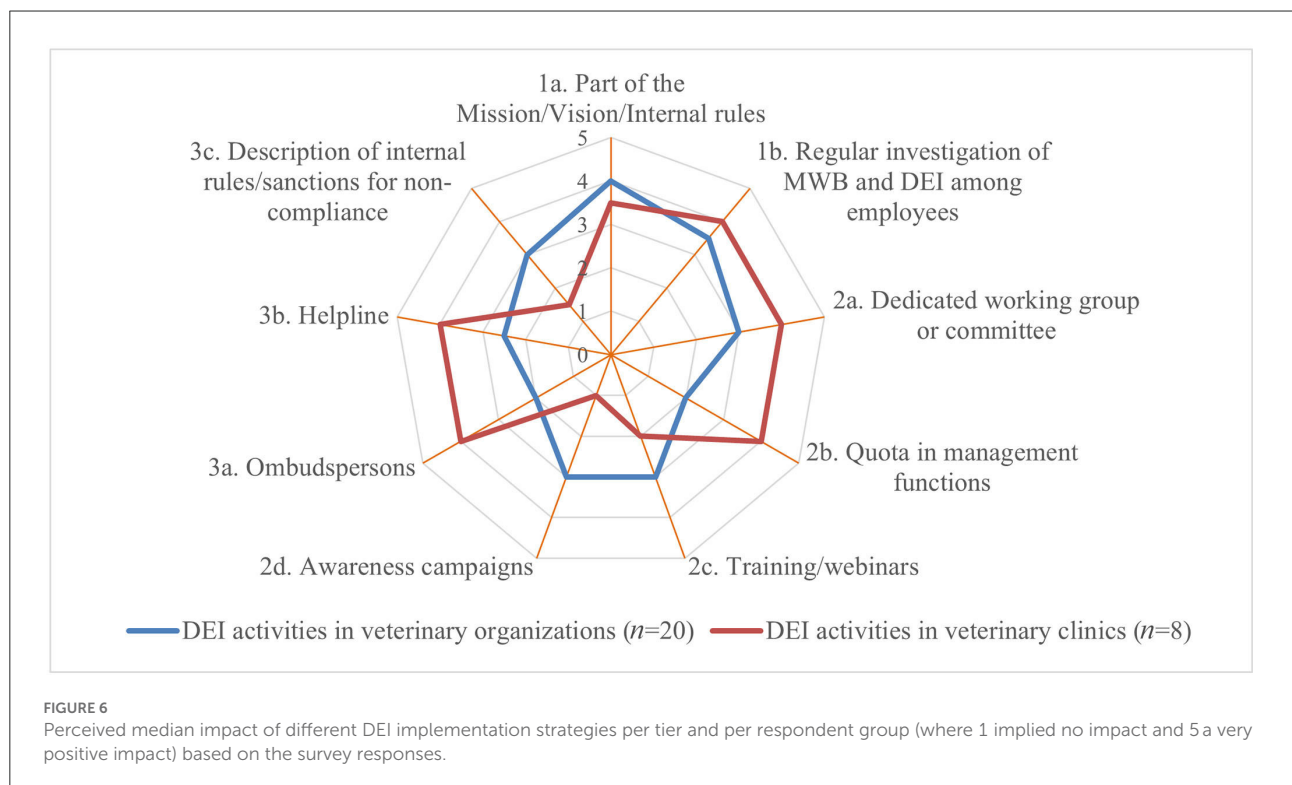 1a. Part of the
Mission/Vision/Internal rules
3c. Description of internal
rules/sanctions for non-
compliance
1b. Regular investigation of
MWB and DEI among
employees
5
4
3
2
1
0
3b. Helpline
2a. Dedicated working group
or committee
3a. Ombudspersons
2b. Quota in management
functions
2d. Awareness campaigns
2c. Training/webinars
DEI activities in veterinary organizations (n=20)
DEI activities in veterinary clinics (n=8)
FIGURE 6
Perceived median impact of different DEI implementation strategies per tier and per respondent group (where 1 implied no impact and 5 a very
positive impact) based on the survey responses.